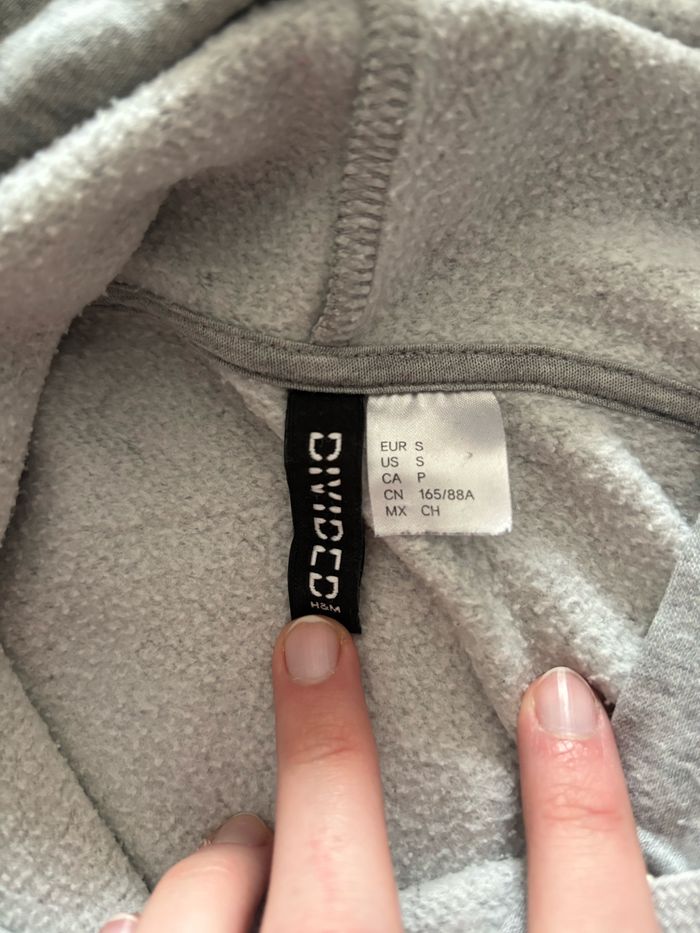 DIVIDED
H&M
EUR S
US S
CA P
CN 165/88A
MX CH